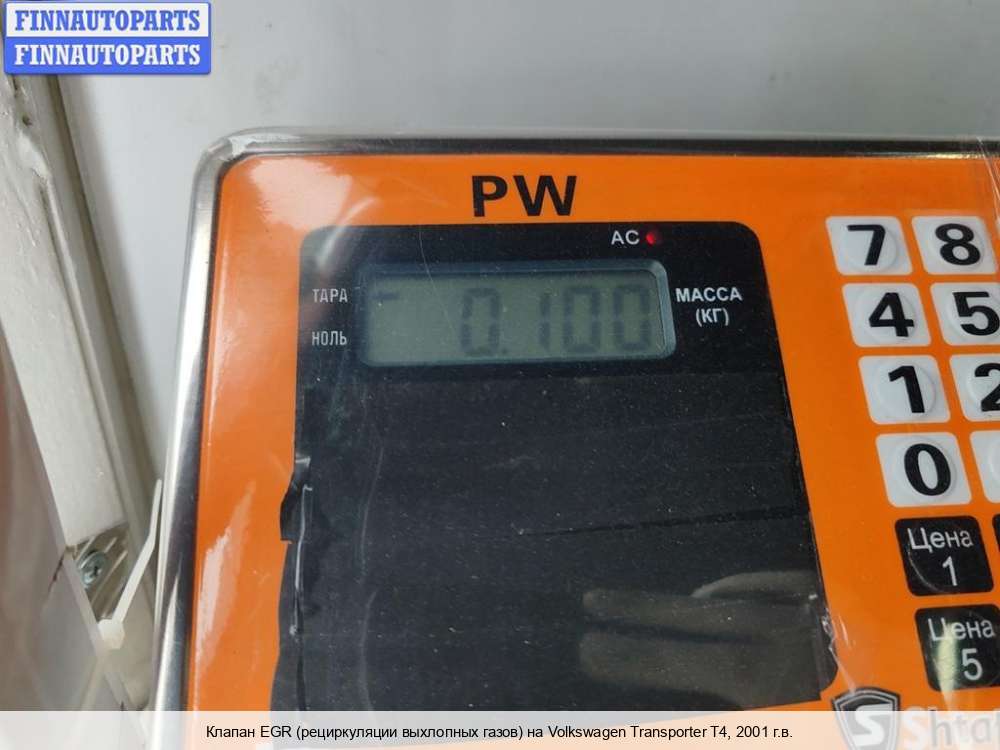 FINNAUTOPARTS
FINNAUTOPARTS
PW
AC
ТАРА
НОЛЬ
0.100
МАССА
(КГ)
7 8
4 5
1 2
0
Цена
1
Цена
5
Клапан EGR (рециркуляции выхлопных газов) на Volkswagen Transporter T4, 2001 г.в.